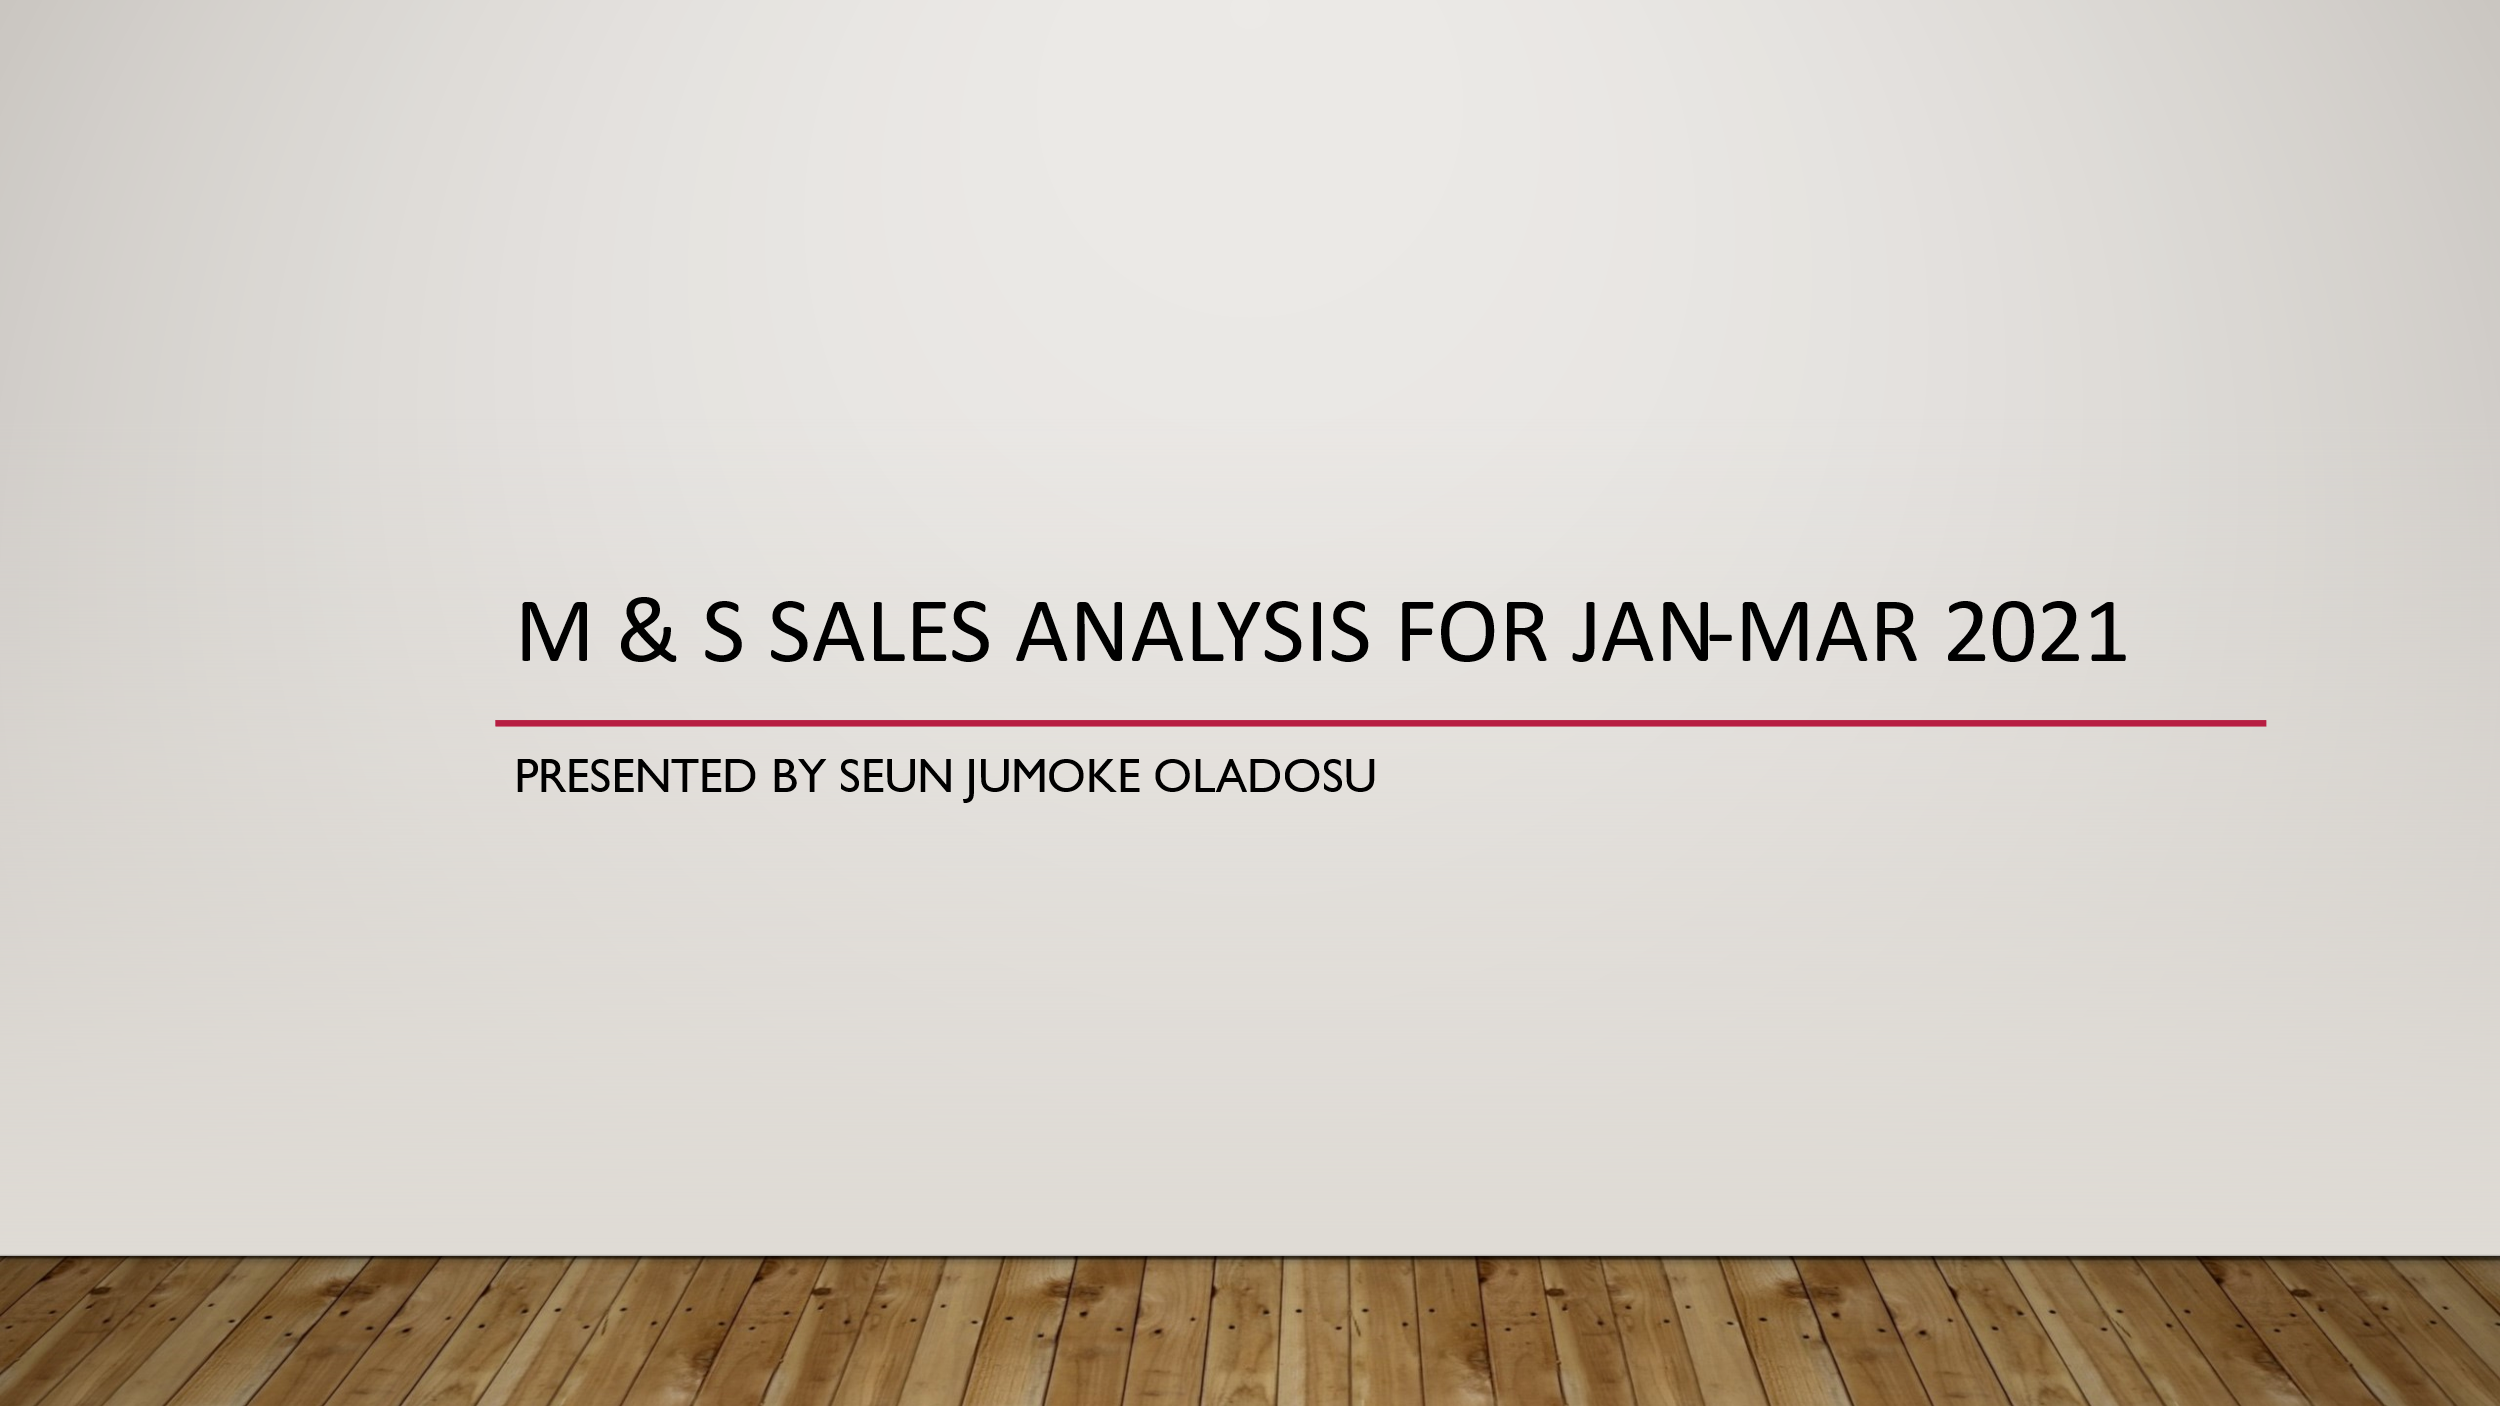 M & S SALES ANALYSIS FOR JAN-MAR 2021
PRESENTED BY SEUN JUMOKE OLADOSU